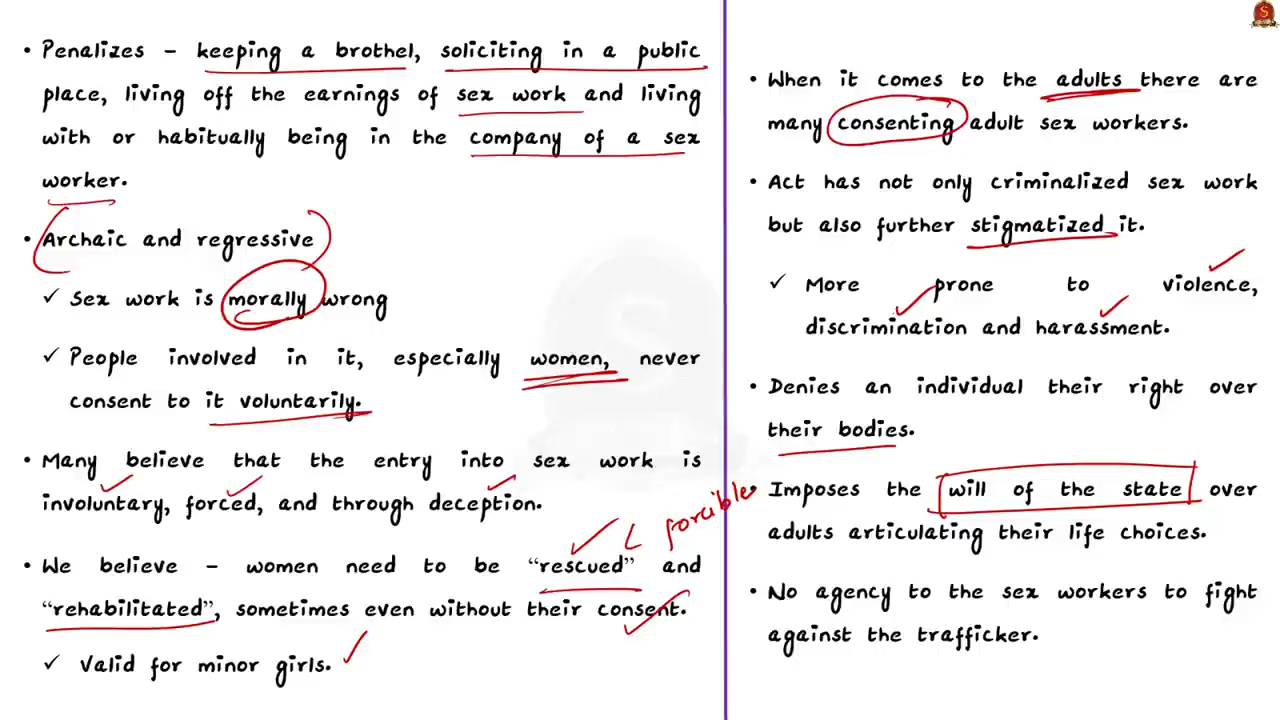 • Penalizes – keeping a brothel, soliciting in a public
place, living off the earnings of sex work and living
with or habitually being in the company of a sex
worker.
• Archaic and regressive
✓ Sex work is morally wrong
✓ People involved in it, especially women, never
consent to it voluntarily.
• Many believe that the entry into sex work is
involuntary, forced, and through deception.
forcible
• We believe – women need to be “rescued” and
“rehabilitated”, sometimes even without their consent.
✓ Valid for minor girls.
• When it comes to the adults there are
many consenting adult sex workers.
• Act has not only criminalized sex work
but also further stigmatized it.
✓ More prone to violence,
discrimination and harassment.
• Denies an individual their right over
their bodies.
• Imposes the will of the state over
adults articulating their life choices.
• No agency to the sex workers to fight
against the trafficker.
S